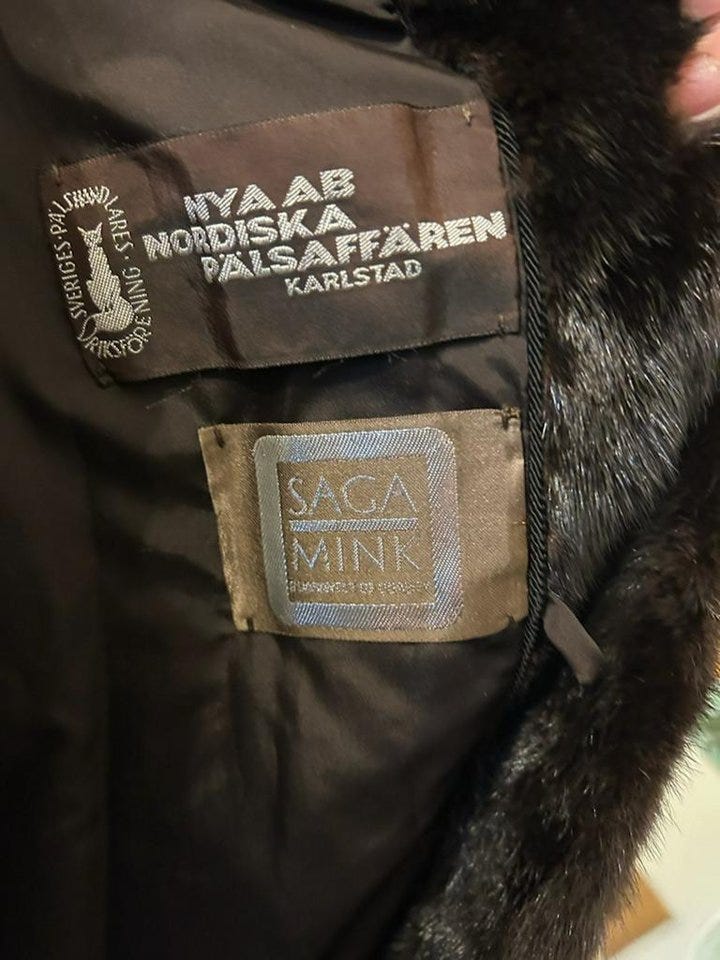 SVERIGES·PÄLSHANDLARES·
RIKSFÖRENING
NYA AB
NORDISKA
PÄLSAFFÄREN
KARLSTAD
SAGA
MINK